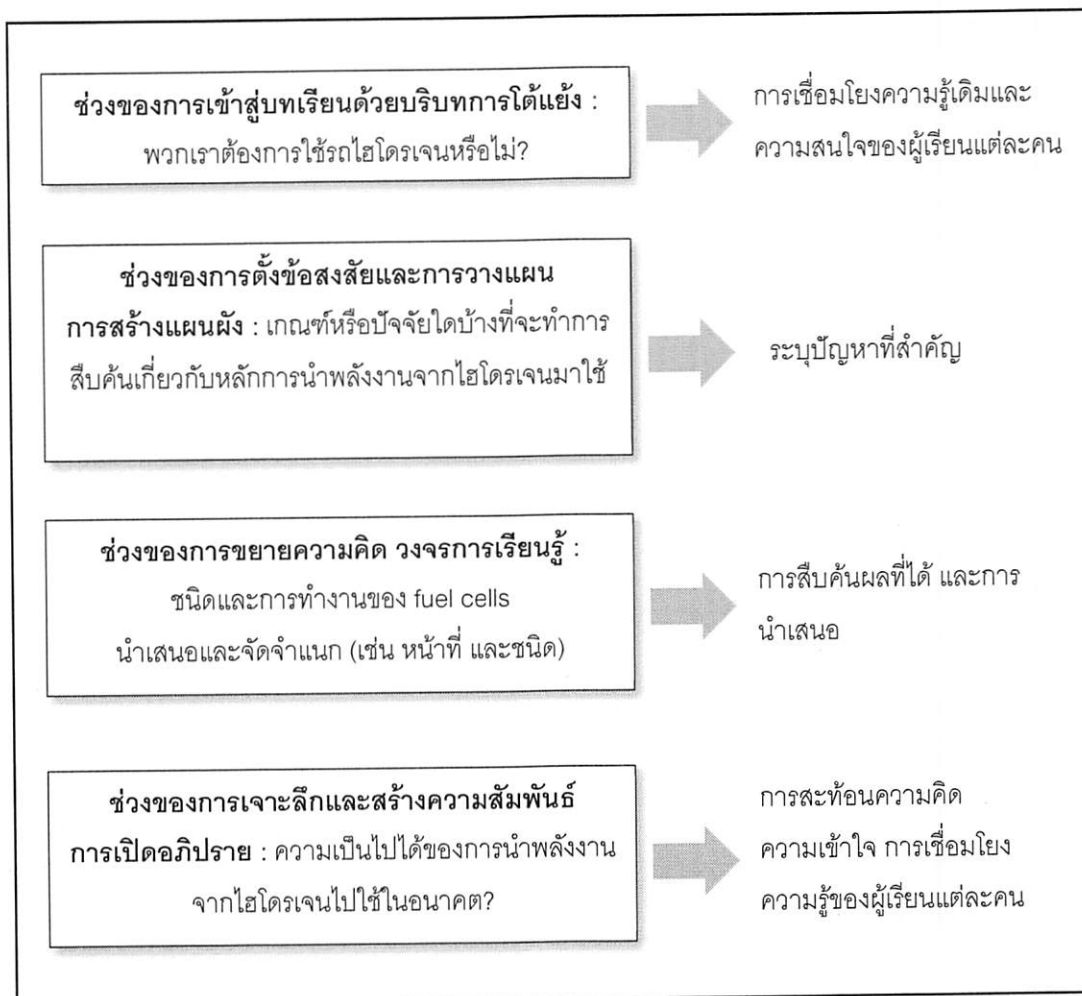 ช่วงของการเข้าสู่บทเรียนด้วยบริบทการโต้แย้ง :
พวกเราต้องการใช้รถไฮโดรเจนหรือไม่?
การเชื่อมโยงความรู้เดิมและ
ความสนใจของผู้เรียนแต่ละคน
ช่วงของการตั้งข้อสงสัยและการวางแผน
การสร้างแผนผัง : เกณฑ์หรือปัจจัยใดบ้างที่จะทำการ
สืบค้นเกี่ยวกับหลักการนำพลังงานจากไฮโดรเจนมาใช้
ระบุปัญหาที่สำคัญ
ช่วงของการขยายความคิด วงจรการเรียนรู้ :
ชนิดและการทำงานของ fuel cells
นำเสนอและจัดจำแนก (เช่น หน้าที่ และชนิด)
การสืบค้นผลที่ได้ และการ
นำเสนอ
ช่วงของการเจาะลึกและสร้างความสัมพันธ์
การเปิดอภิปราย : ความเป็นไปได้ของการนำพลังงาน
จากไฮโดรเจนไปใช้ในอนาคต?
การสะท้อนความคิด
ความเข้าใจ การเชื่อมโยง
ความรู้ของผู้เรียนแต่ละคน